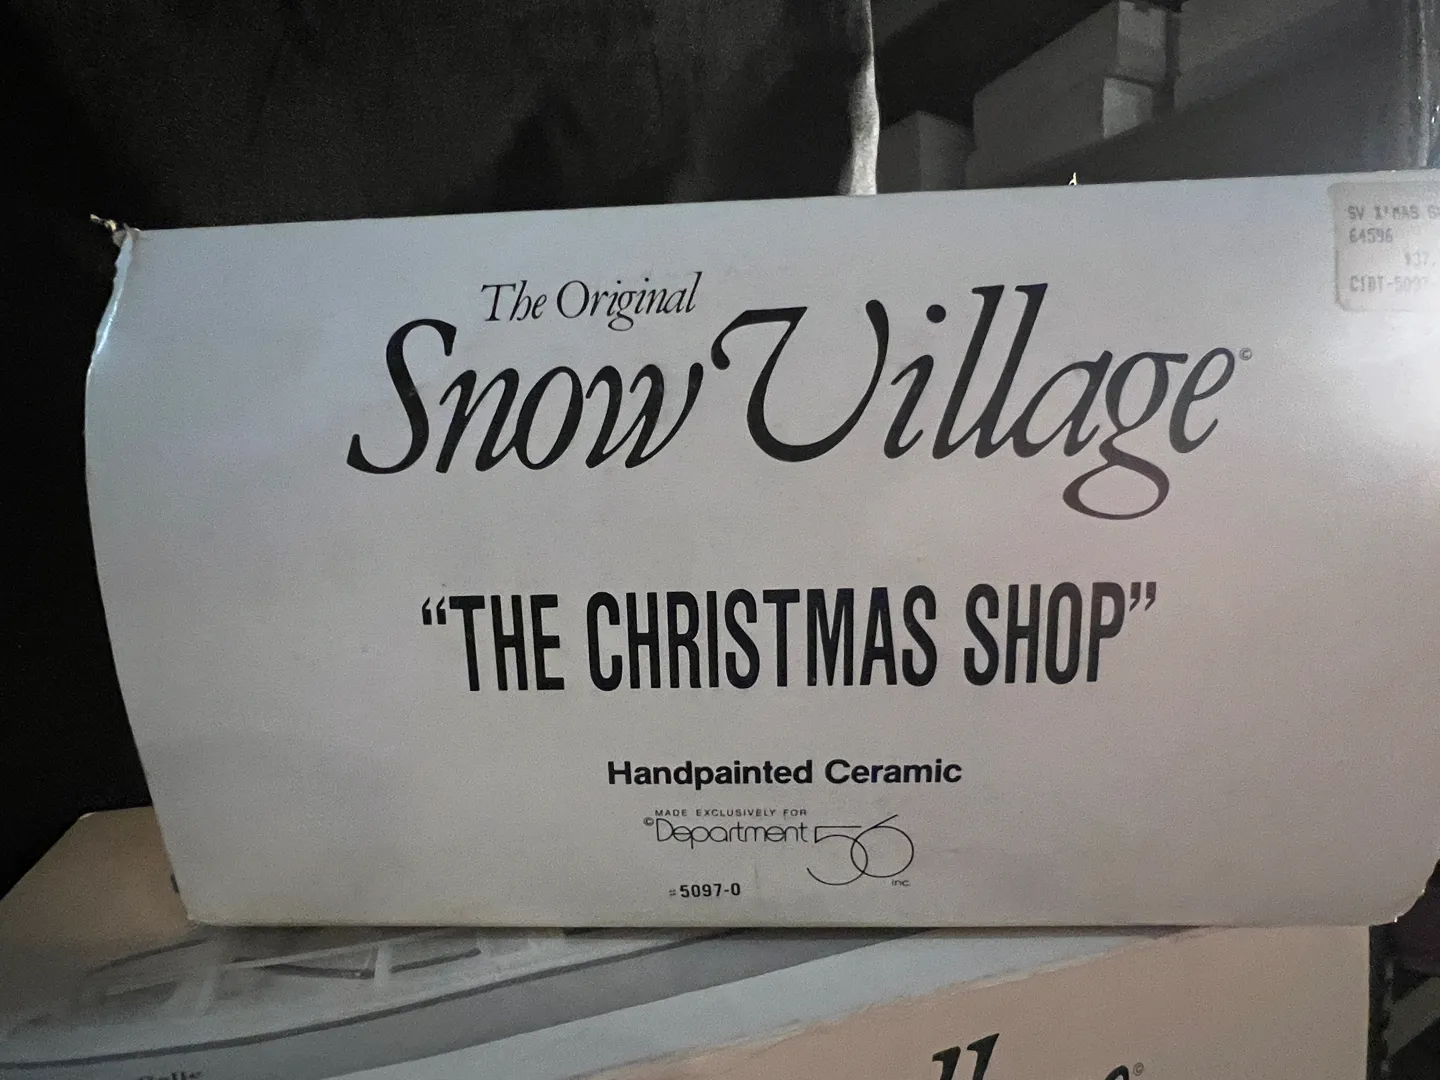 The Original
Snow Village©
“THE CHRISTMAS SHOP”
Handpainted Ceramic
MADE EXCLUSIVELY FOR
©Department 56
inc.
#5097-0
SV X'MAS
64596
$37.